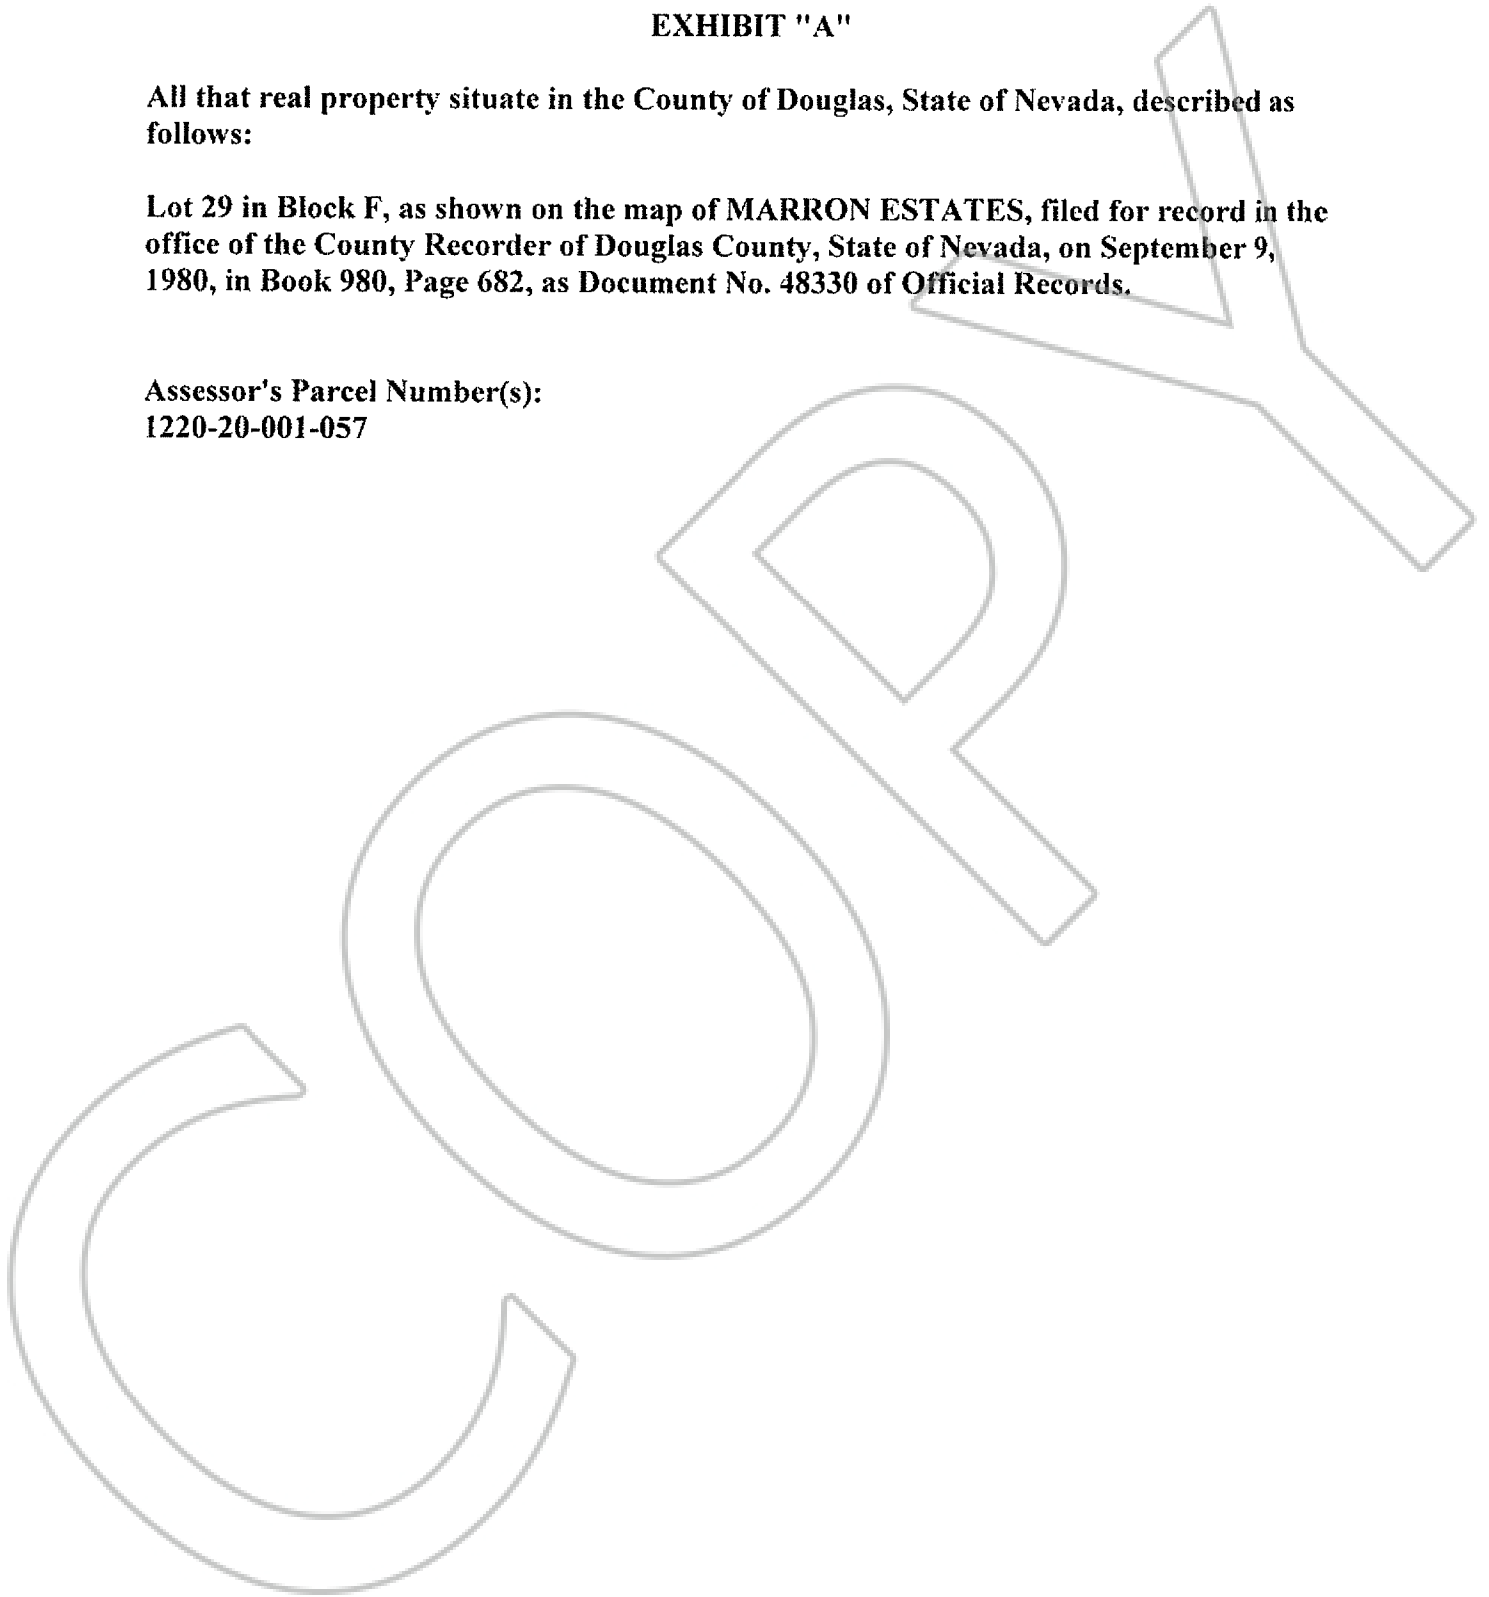 EXHIBIT "A"
All that real property situate in the County of Douglas, State of Nevada, described as
follows:
Lot 29 in Block F, as shown on the map of MARRON ESTATES, filed for record in the
office of the County Recorder of Douglas County, State of Nevada, on September 9,
1980, in Book 980, Page 682, as Document No. 48330 of Official Records.
Assessor's Parcel Number(s):
1220-20-001-057
COPY